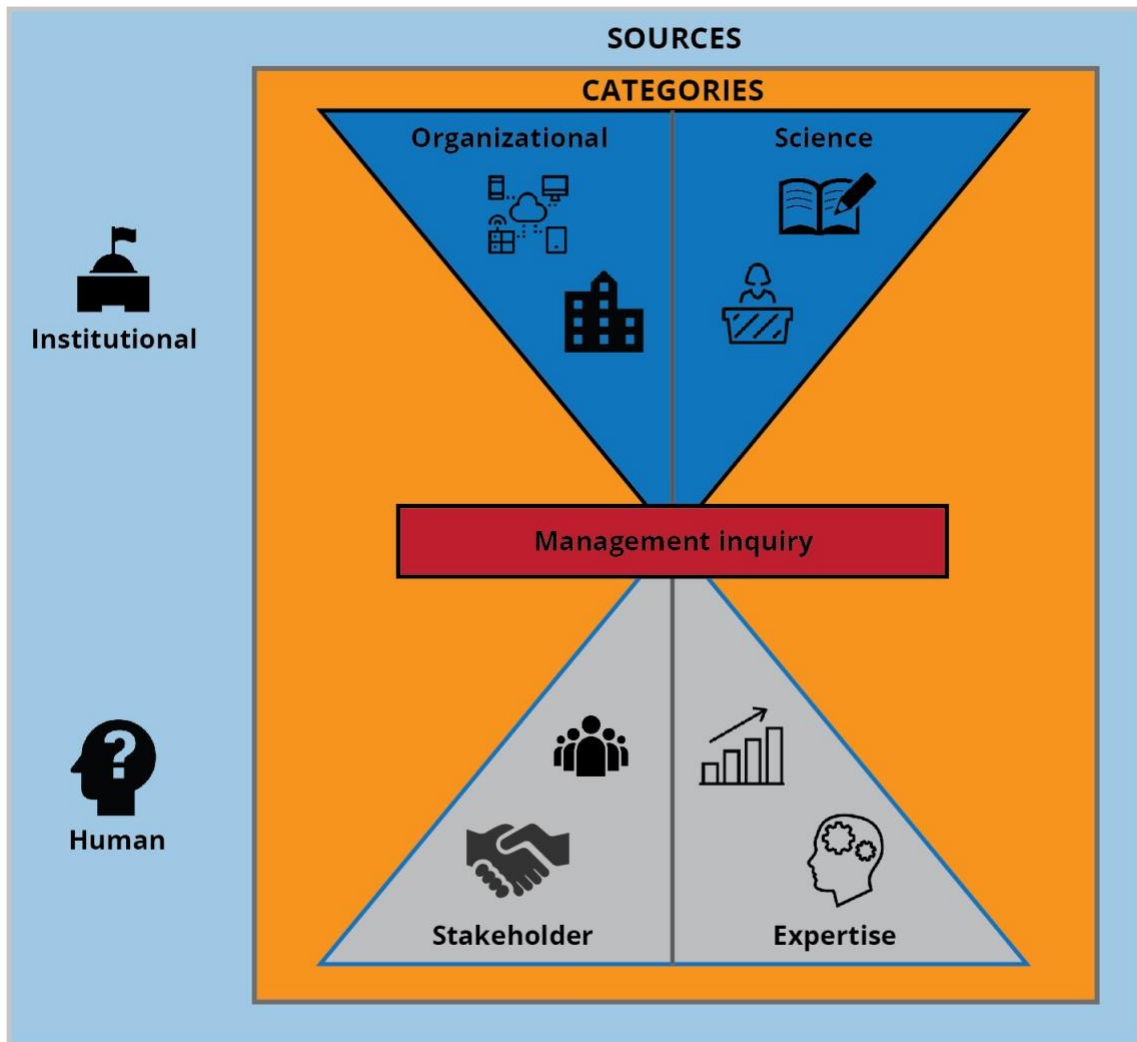 SOURCES
CATEGORIES
Organizational
Science
Institutional
Management inquiry
?
Human
Stakeholder
Expertise